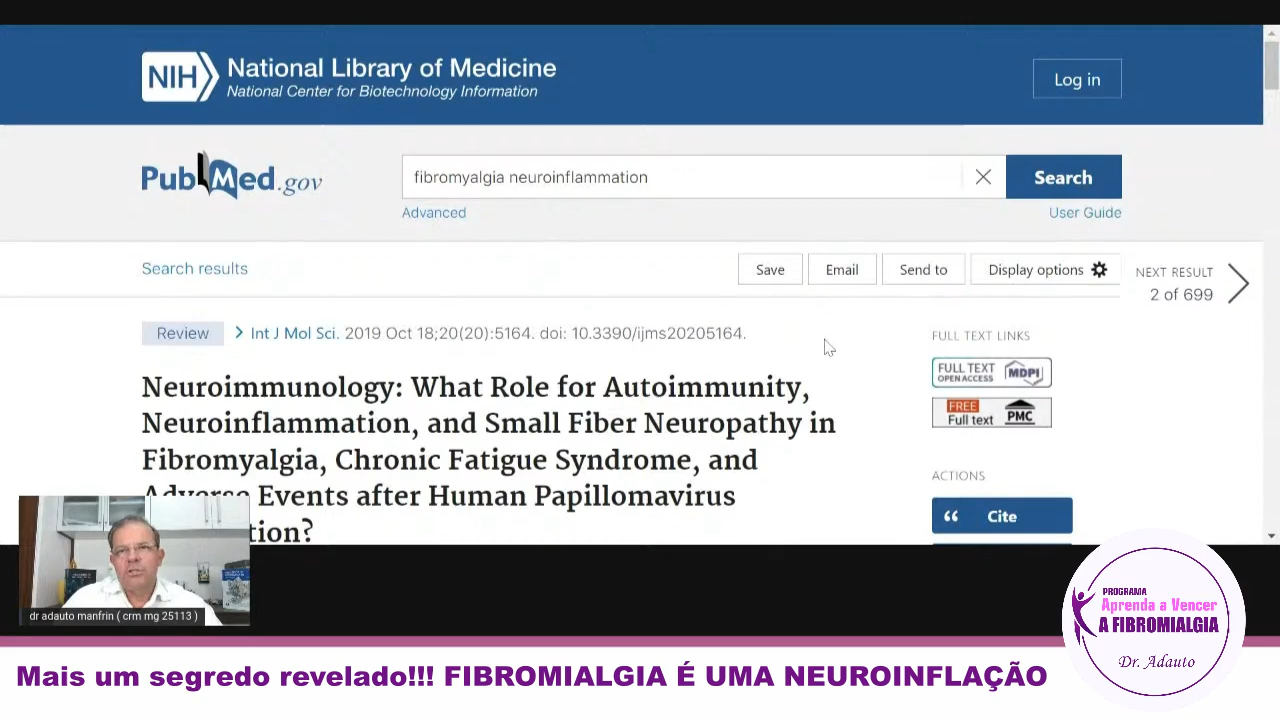 NIH National Library of Medicine
National Center for Biotechnology Information
Log in
PubMed.gov
fibromyalgia neuroinflammation
Search
Advanced
User Guide
Search results
Save
Email
Send to
Display options
NEXT RESULT
2 of 699
Review
Int J Mol Sci. 2019 Oct 18;20(20):5164. doi: 10.3390/ijms20205164.
Neuroimmunology: What Role for Autoimmunity,
Neuroinflammation, and Small Fiber Neuropathy in
Fibromyalgia, Chronic Fatigue Syndrome, and
Adverse Events after Human Papillomavirus
tion?
FULL TEXT LINKS
FULL TEXT
OPEN ACCESS
MDPI
FREE
Full text
PMC
ACTIONS
Cite
dr adauto manfrin ( crm mg 25113 )
PROGRAMA
Aprenda a Vencer
A FIBROMIALGIA
Dr. Adauto
Mais um segredo revelado!!! FIBROMIALGIA É UMA NEUROINFLAÇÃO